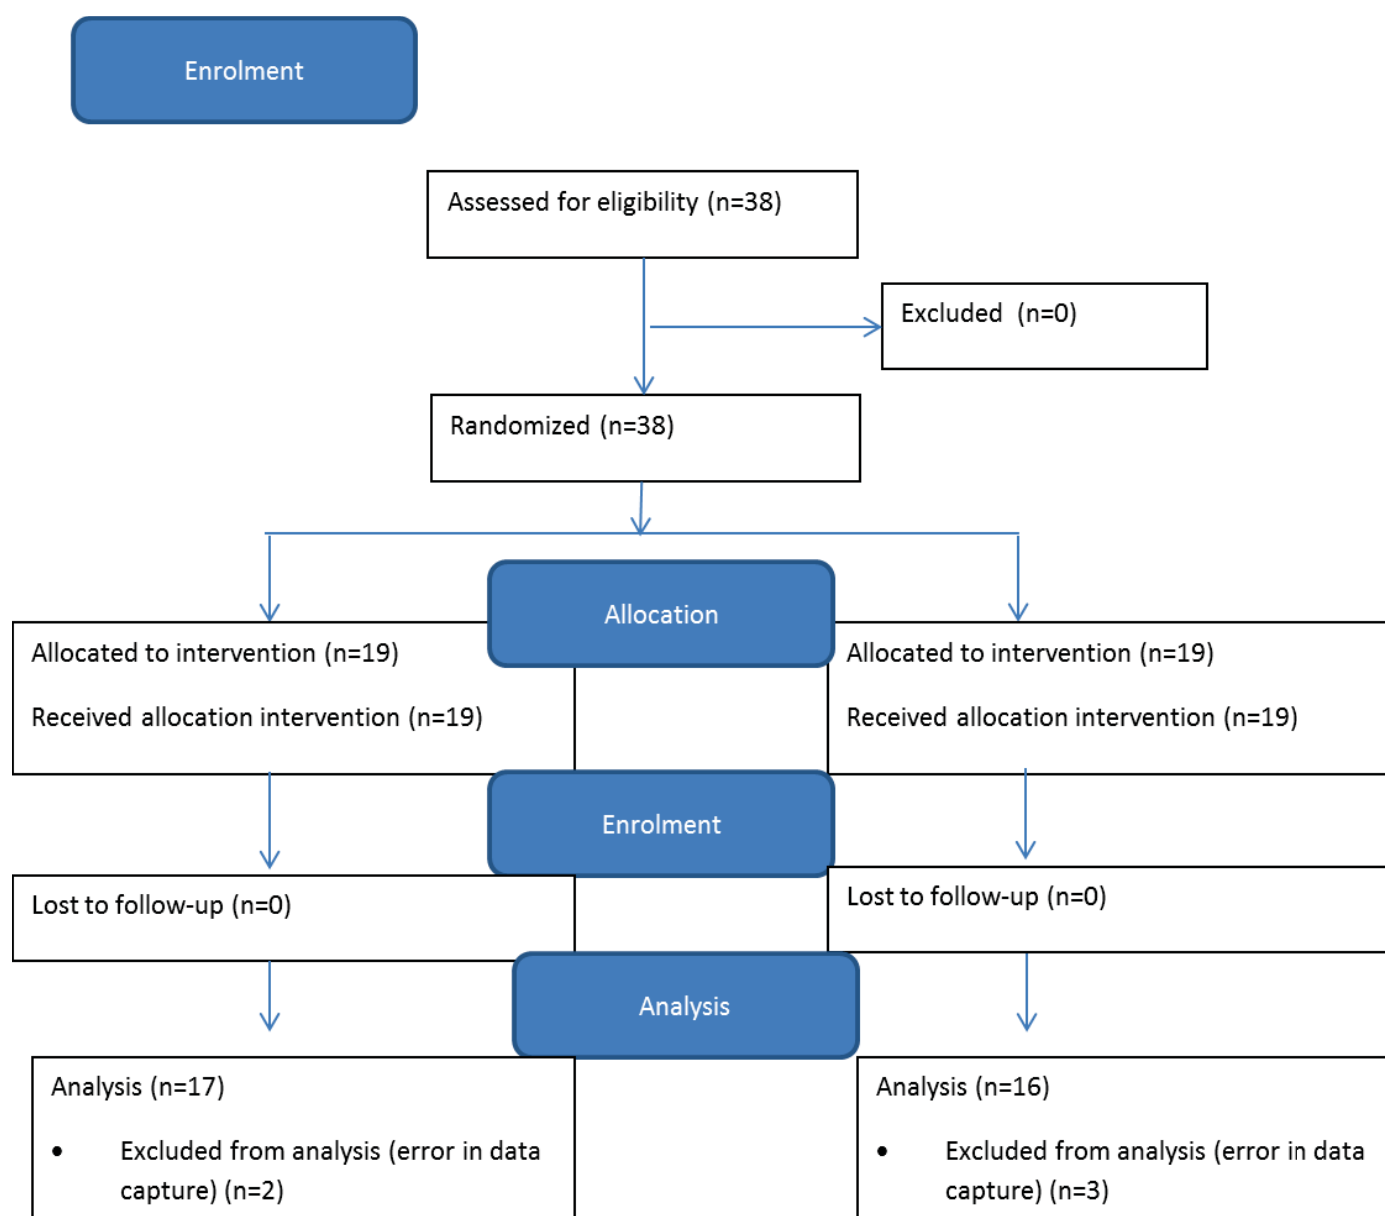 Enrolment
Assessed for eligibility (n=38)
Excluded  (n=0)
Randomized (n=38)
Allocation
Allocated to intervention (n=19)
Received allocation intervention (n=19)
Allocated to intervention (n=19)
Received allocation intervention (n=19)
Enrolment
Lost to follow-up (n=0)
Lost to follow-up (n=0)
Analysis
Analysis (n=17)
• Excluded from analysis (error in data
capture) (n=2)
Analysis (n=16)
• Excluded from analysis (error in data
capture) (n=3)